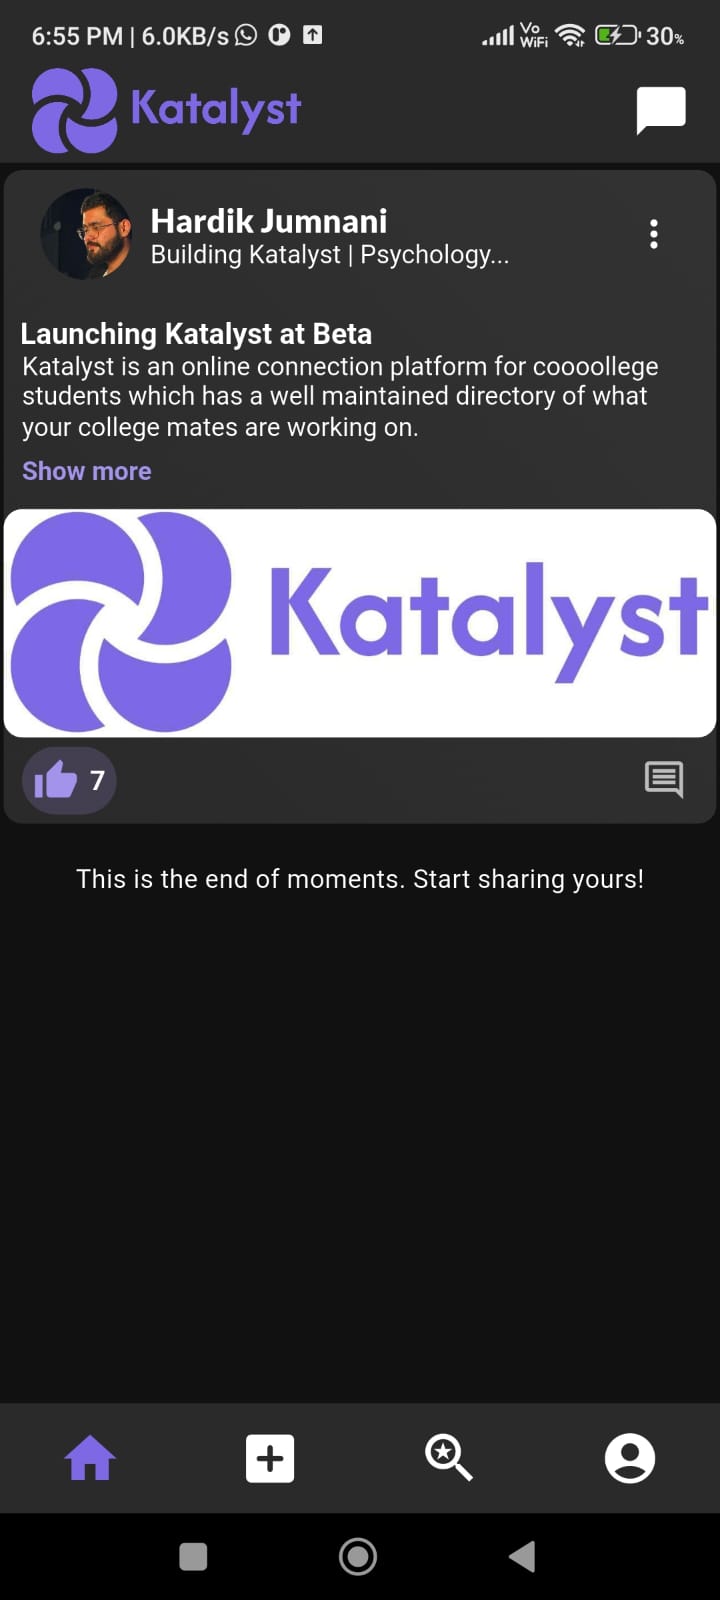 6:55 PM | 6.0KB/s
Vo
WiFi
30%
Katalyst
Hardik Jumnani
Building Katalyst | Psychology...
Launching Katalyst at Beta
Katalyst is an online connection platform for coooollege
students which has a well maintained directory of what
your college mates are working on.
Show more
Katalyst
7
This is the end of moments. Start sharing yours!